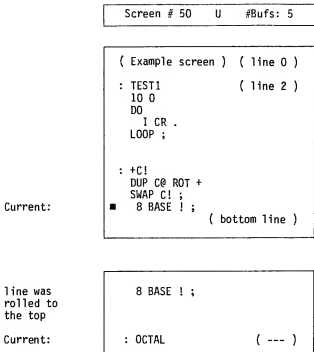 Screen # 50 U #Bufs: 5
( Example screen ) ( line 0 )
: TEST1 ( line 2 )
10 0
DO
I CR .
LOOP ;
: +C!
DUP C@ ROT +
SWAP C! ;
Current: ■ 8 BASE ! ;
( bottom line )
line was 8 BASE ! ;
rolled to
the top
Current: : OCTAL ( --- )